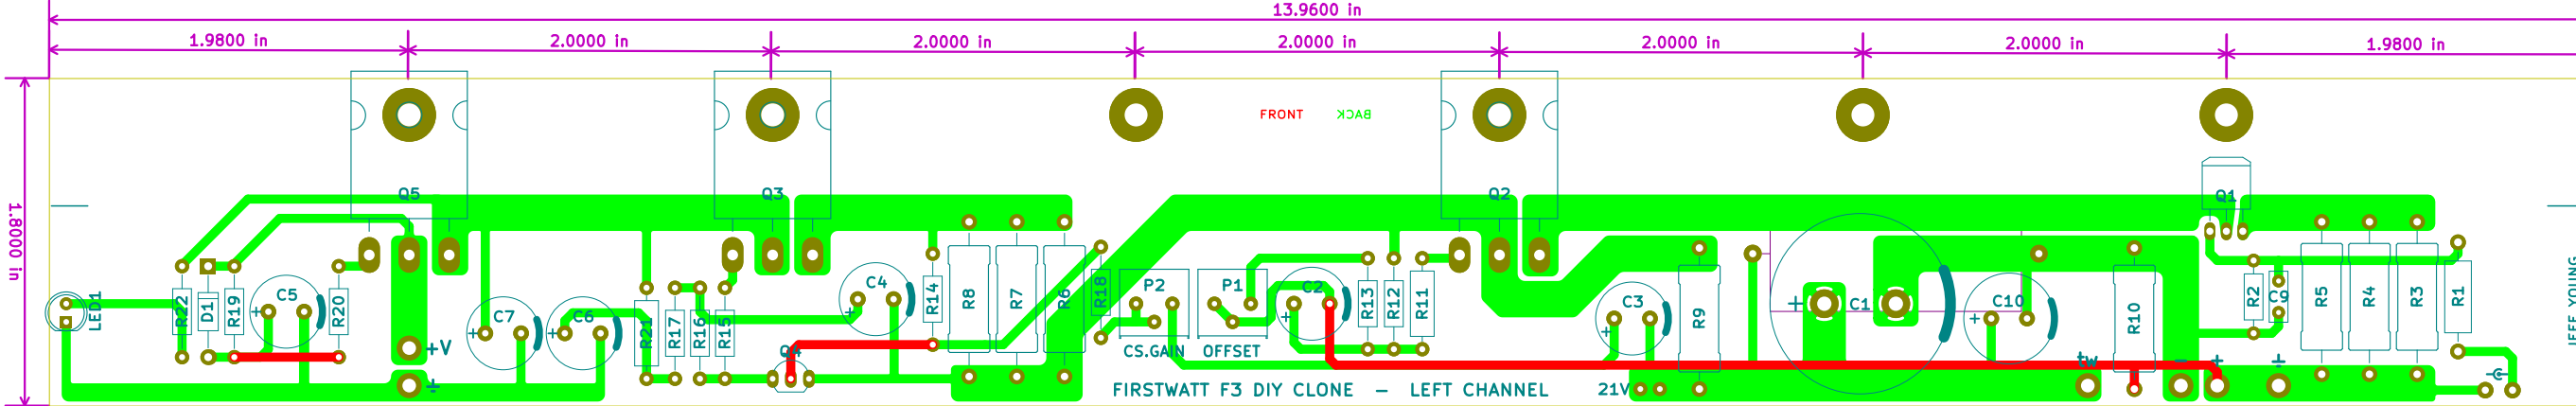 13.9600 in
1.9800 in
2.0000 in
2.0000 in
2.0000 in
2.0000 in
2.0000 in
1.9800 in
1.8000 in
FRONT BACK
Q5
Q3
Q2
Q1
LED1
R22
D1
R19
C5
R20
+V
C7
C6
R21
R17
R16
R15
Q4
C4
R14
R8
R7
R6
R18
P2
CS.GAIN
P1
OFFSET
C2
R13
R12
R11
C3
R9
C1
C10
R10
R2
C9
R5
R4
R3
R1
tw
21V
FIRSTWATT F3 DIY CLONE – LEFT CHANNEL
JEFF YOUNG